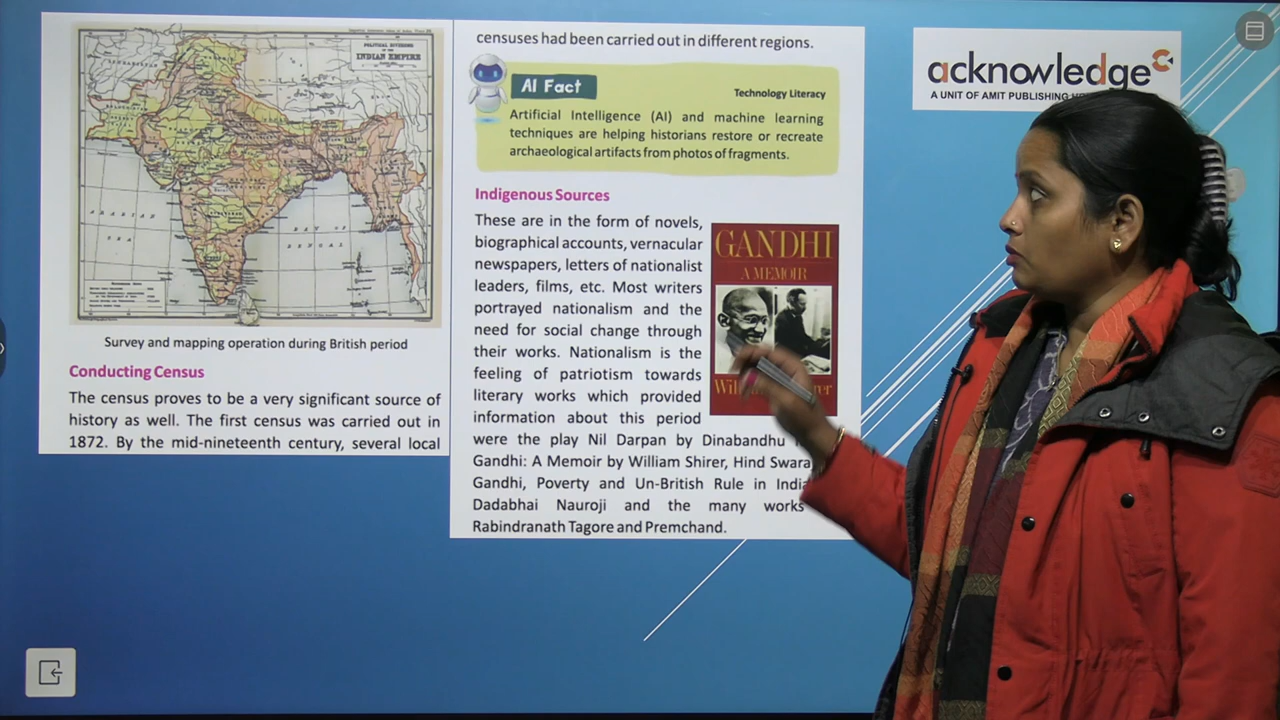 POLITICAL DIVISIONS
OF THE
INDIAN EMPIRE
ARABIAN
SEA
BAY OF
BENGAL
Survey and mapping operation during British period
Conducting Census
The census proves to be a very significant source of
history as well. The first census was carried out in
1872. By the mid-nineteenth century, several local
censuses had been carried out in different regions.
AI Fact
Technology Literacy
Artificial Intelligence (AI) and machine learning
techniques are helping historians restore or recreate
archaeological artifacts from photos of fragments.
Indigenous Sources
These are in the form of novels,
biographical accounts, vernacular
newspapers, letters of nationalist
leaders, films, etc. Most writers
portrayed nationalism and the
need for social change through
their works. Nationalism is the
feeling of patriotism towards
literary works which provided
information about this period
were the play Nil Darpan by Dinabandhu
Gandhi: A Memoir by William Shirer, Hind Swara
Gandhi, Poverty and Un-British Rule in Indi
Dadabhai Nauroji and the many works
Rabindranath Tagore and Premchand.
GANDHI
A MEMOIR
acknowledge
A UNIT OF AMIT PUBLISHING